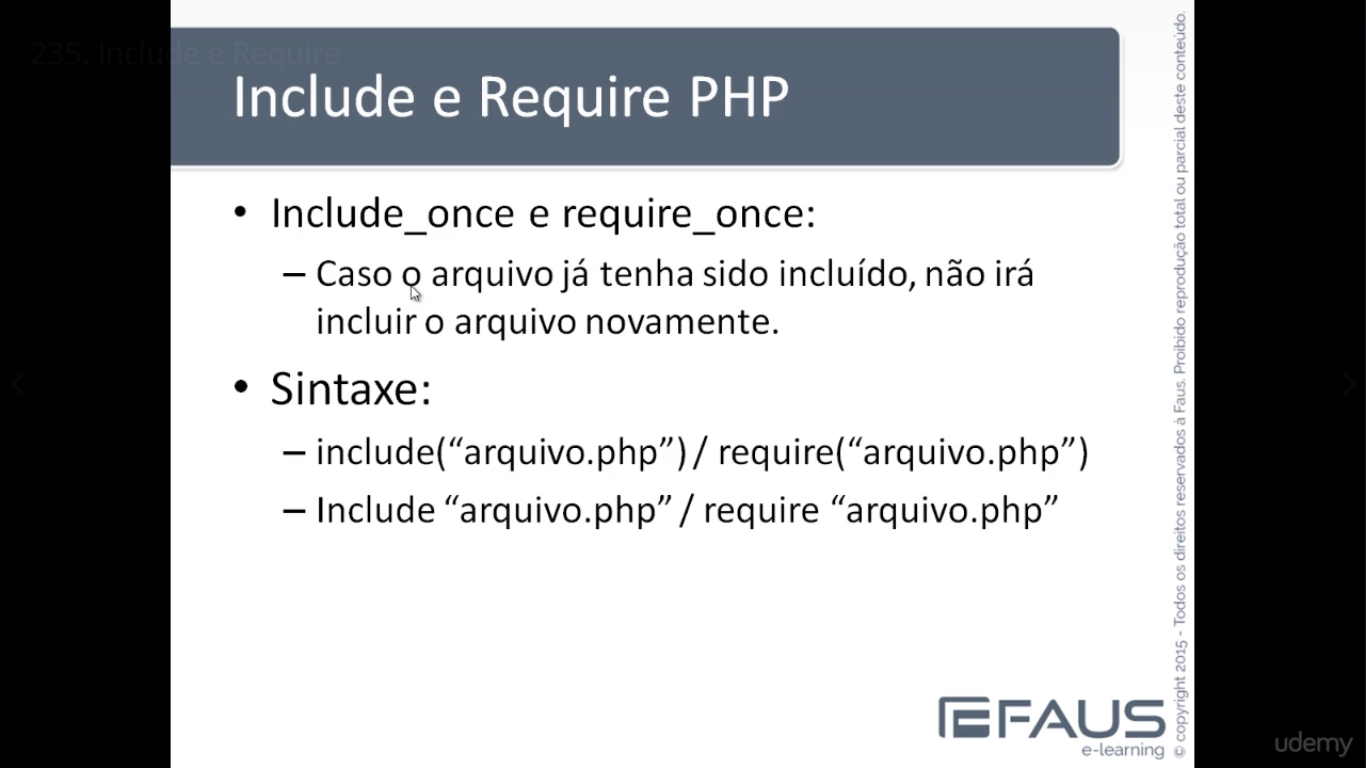 235. Include e Require
Include e Require PHP
• Include_once e require_once:
– Caso o arquivo já tenha sido incluído, não irá
incluir o arquivo novamente.
• Sintaxe:
– include(“arquivo.php”) / require(“arquivo.php”)
– Include “arquivo.php” / require “arquivo.php”
FAUS
e-learning
© copyright 2015 - Todos os direitos reservados à Faus. Proibido reprodução total ou parcial deste conteúdo.
udemy